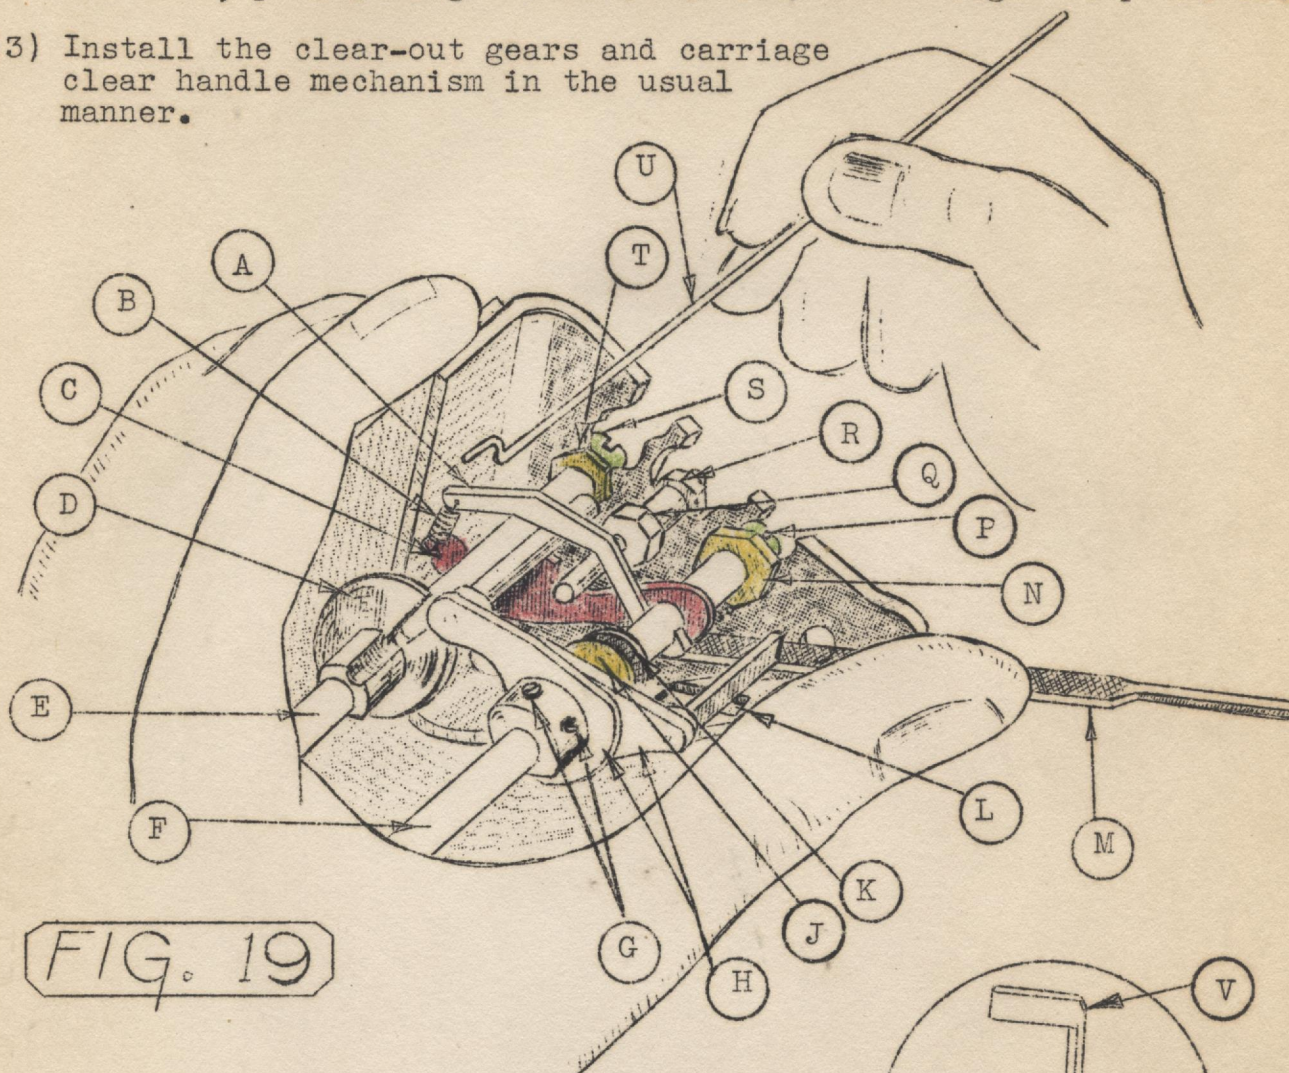 3) Install the clear-out gears and carriage
clear handle mechanism in the usual
manner.
U
T
A
B
C
S
R
Q
D
P
N
E
L
F
M
K
J
G
H
FIG. 19
V